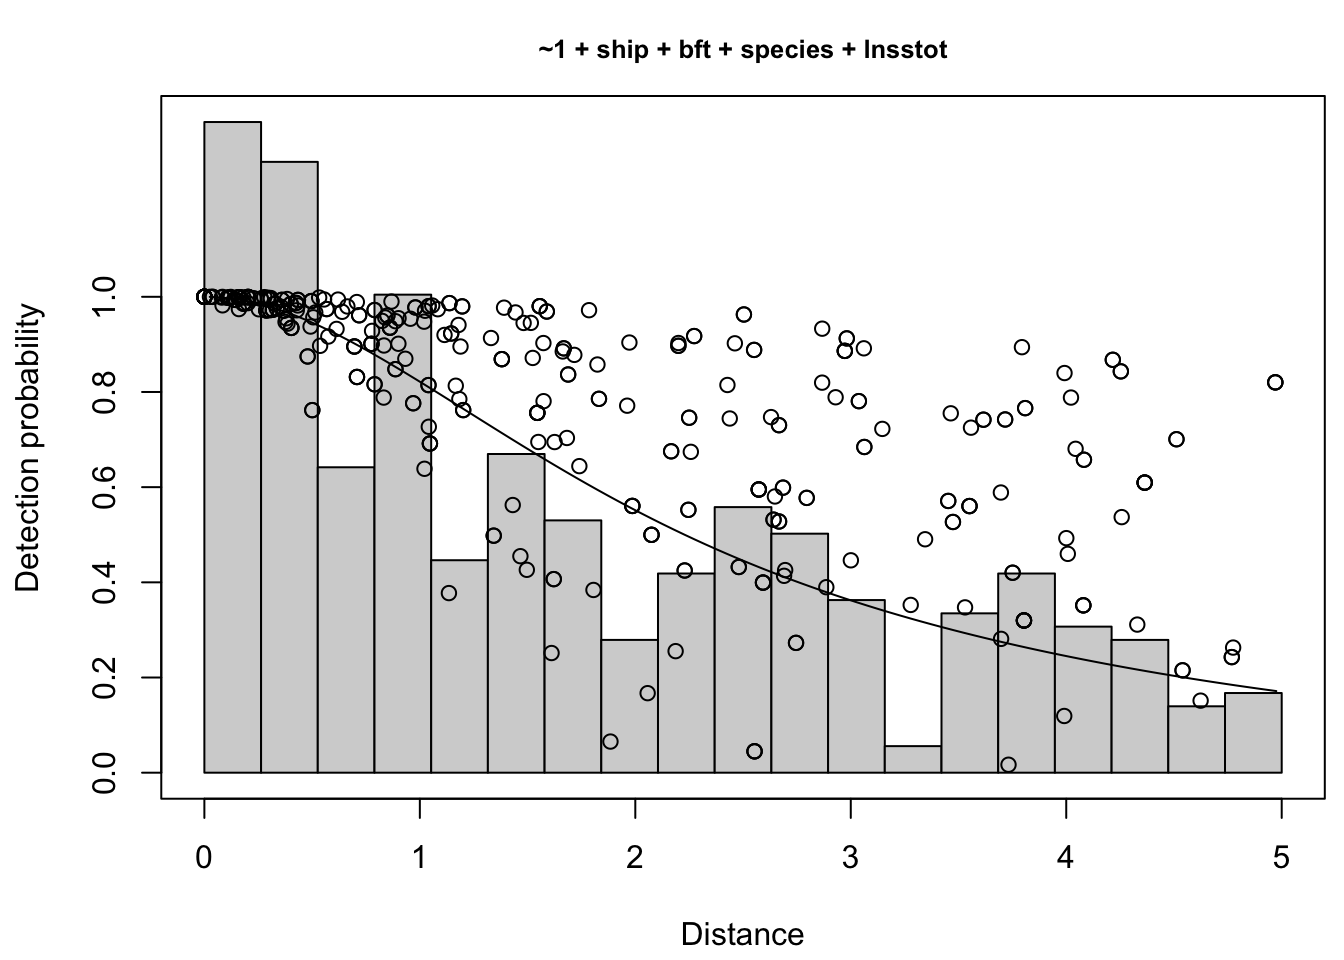 ~1 + ship + bft + species + lnsstot
Detection probability
1.0
0.8
0.6
0.4
0.2
0.0
0 1 2 3 4 5
Distance